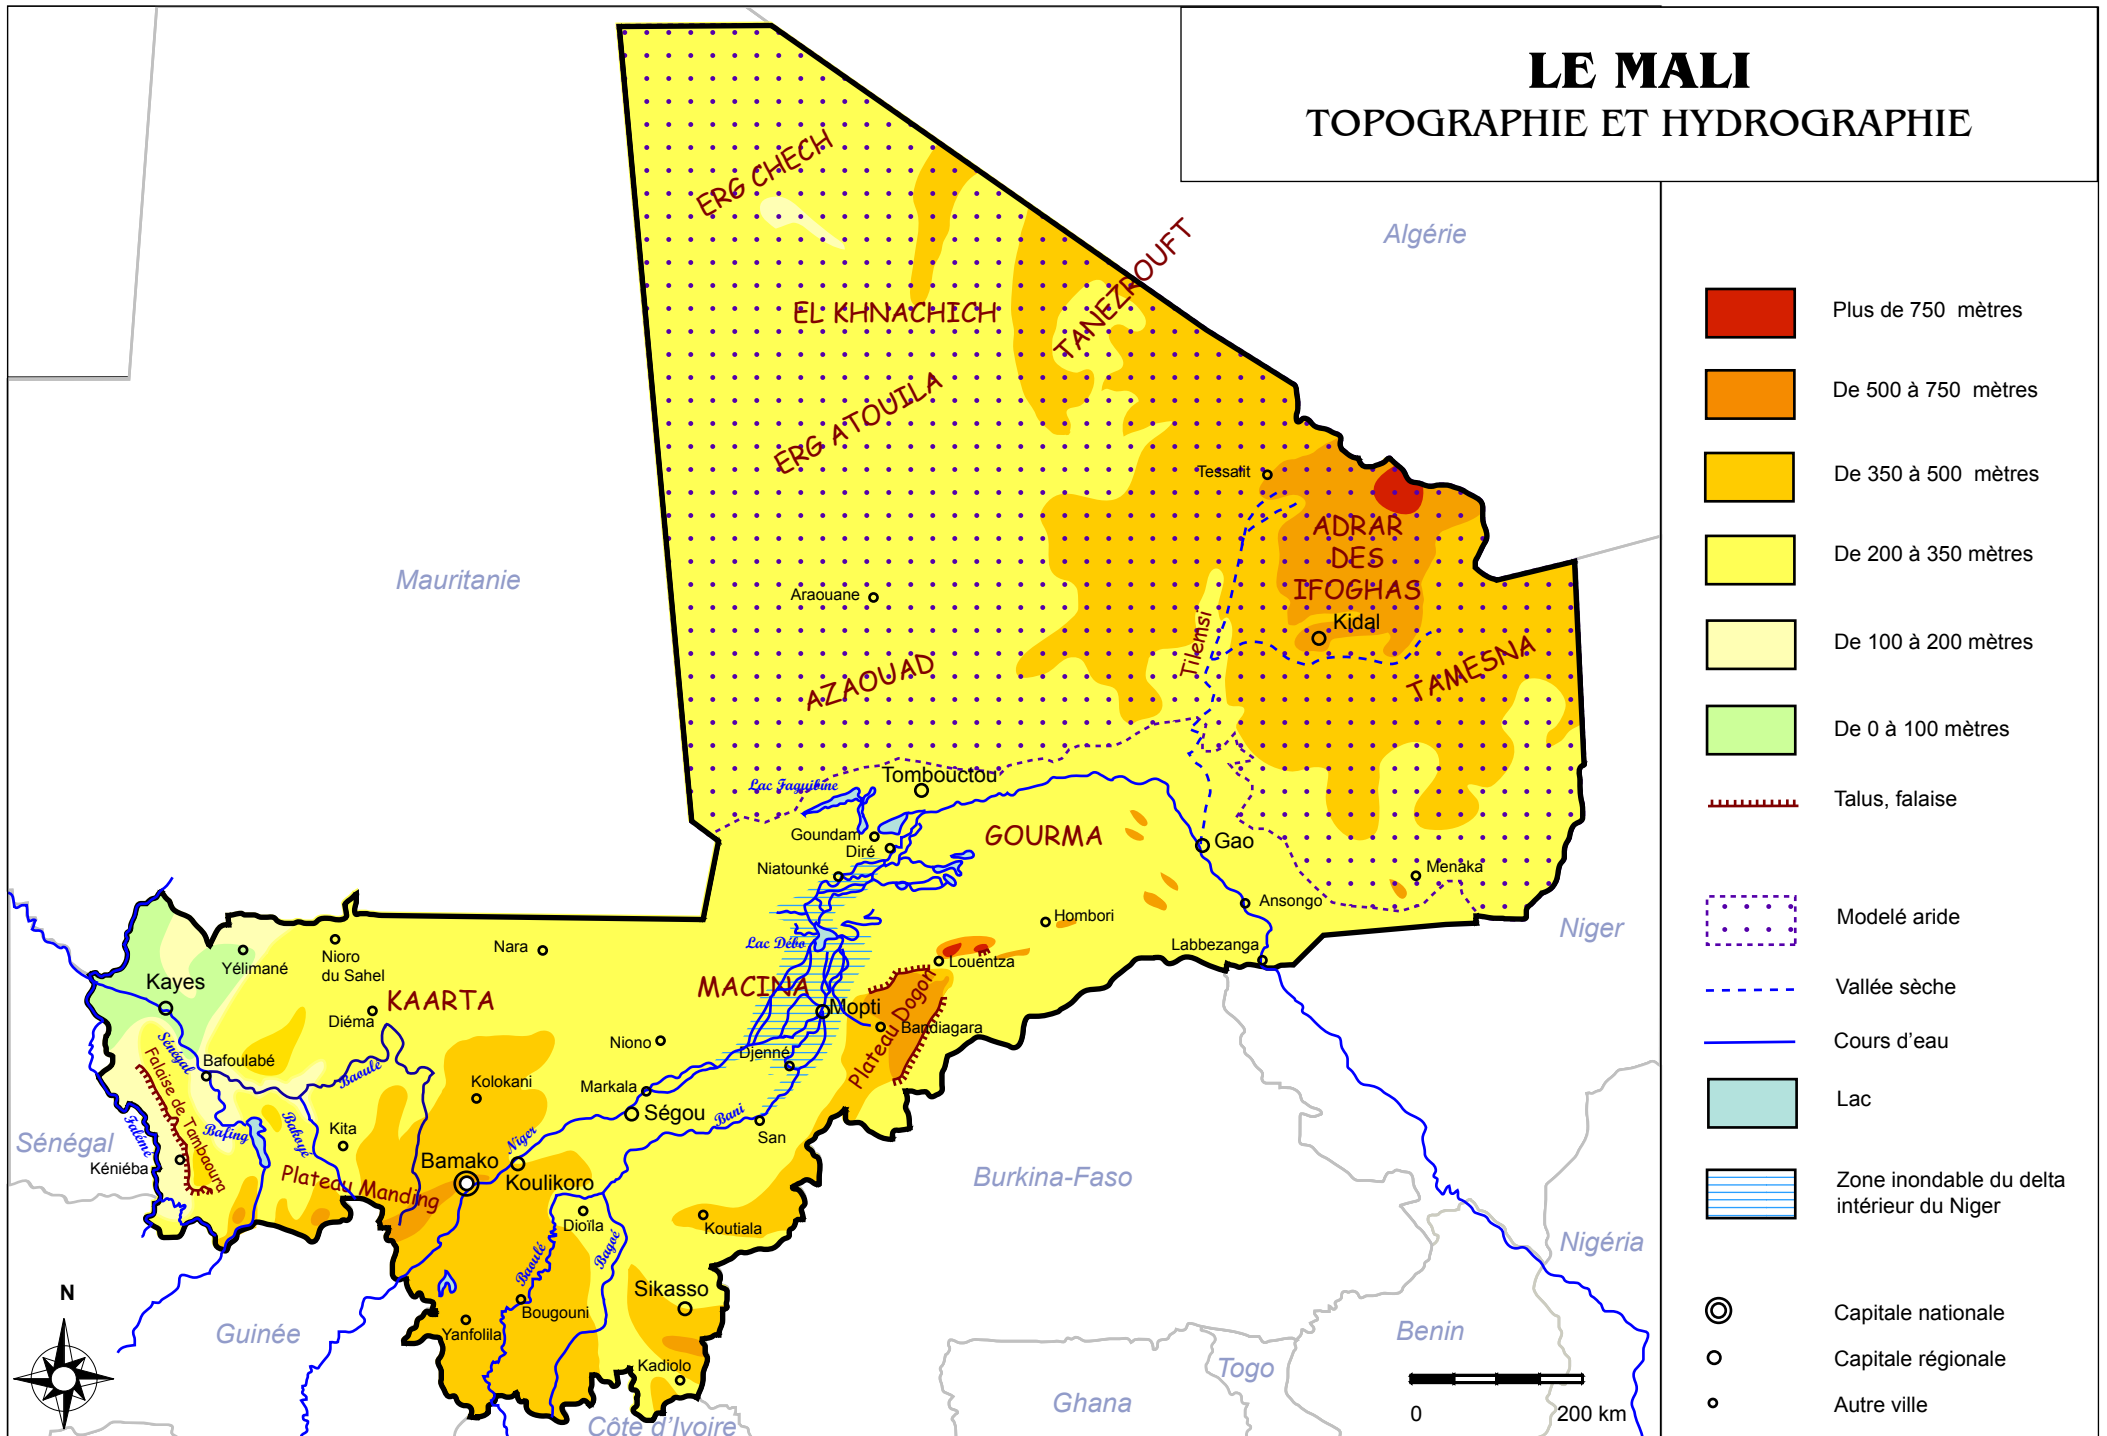 LE MALI
TOPOGRAPHIE ET HYDROGRAPHIE
Algérie
Mauritanie
Niger
Sénégal
Guinée
Burkina-Faso
Nigéria
Benin
Togo
Ghana
Côte d'Ivoire
ERG CHECH
EL KHNACHICH
TANEZROUFT
ERG ATOUILA
Tessalit
ADRAR
DES
IFOGHAS
Araouane
Kidal
Tilemsi
TAMESNA
AZAOUAD
Lac Faguibine
Tombouctou
Goundam
Diré
GOURMA
Gao
Niatounké
Menaka
Ansongo
Hombori
Labbezanga
Lac Débo
Louentza
MACINA
Mopti
Plateau Dogon
Bandiagara
Djenné
Nara
Nioro
du Sahel
Yélimané
Kayes
KAARTA
Diéma
Niono
Sénégal
Bafoulabé
Baoulé
Kolokani
Markala
Ségou
Bani
San
Falaise de Tambaoura
Falémé
Bafing
Bakoyé
Kita
Kéniéba
Plateau Manding
Bamako
Niger
Koulikoro
Dioïla
Koutiala
Baoulé
Bagoé
Sikasso
Bougouni
Yanfolila
Kadiolo
N
0
200 km
Plus de 750 mètres
De 500 à 750 mètres
De 350 à 500 mètres
De 200 à 350 mètres
De 100 à 200 mètres
De 0 à 100 mètres
Talus, falaise
Modelé aride
Vallée sèche
Cours d'eau
Lac
Zone inondable du delta
intérieur du Niger
Capitale nationale
Capitale régionale
Autre ville